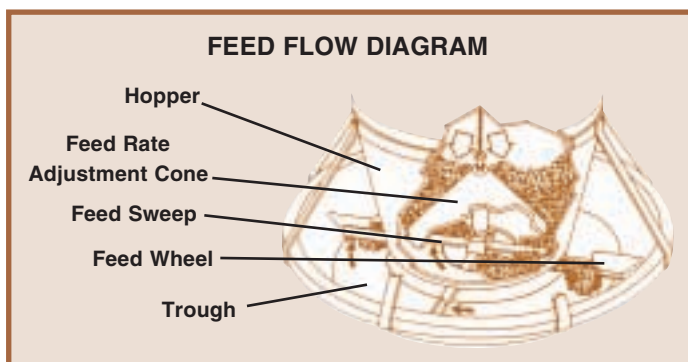 FEED FLOW DIAGRAM
Hopper
Feed Rate
Adjustment Cone
Feed Sweep
Feed Wheel
Trough